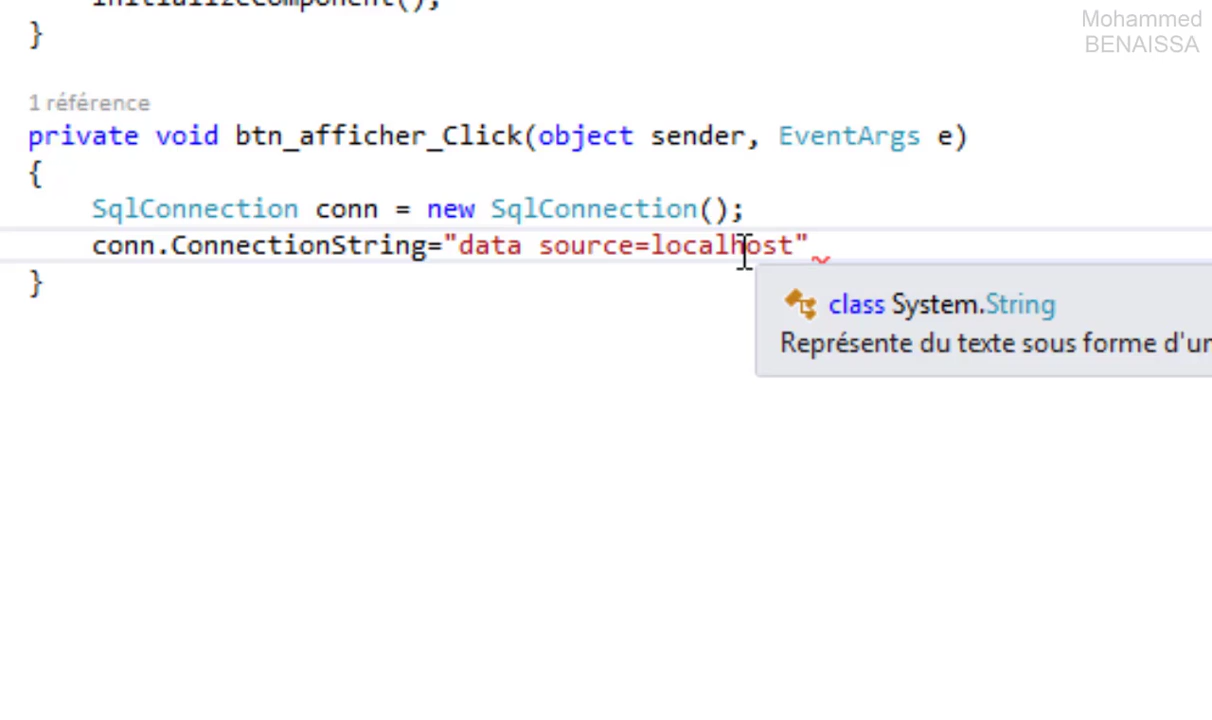 InitializeComponent();
}
Mohammed
BENAISSA
1 référence
private void btn_afficher_Click(object sender, EventArgs e)
{
SqlConnection conn = new SqlConnection();
conn.ConnectionString="data source=localhost"
}
class System.String
Représente du texte sous forme d'un